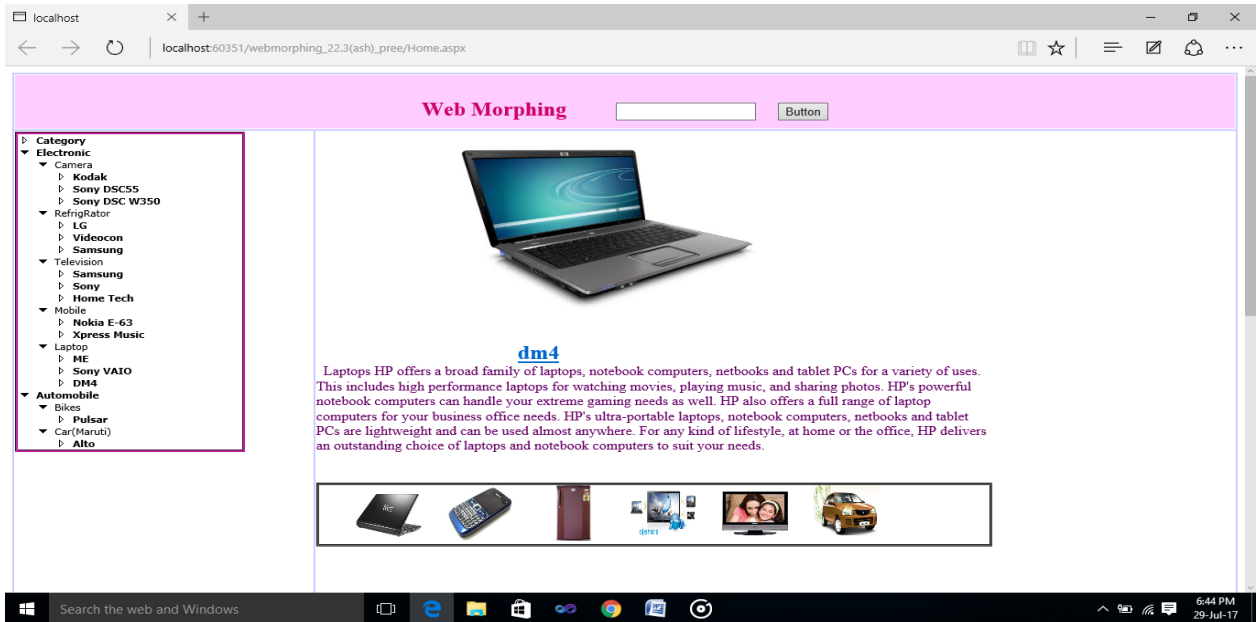 localhost
localhost:60351/webmorphing_22.3(ash)_pree/Home.aspx
Web Morphing
Button
Category
Electronic
Camera
Kodak
Sony DSC55
Sony DSC W350
RefrigRator
LG
Videocon
Samsung
Television
Samsung
Sony
Home Tech
Mobile
Nokia E-63
Xpress Music
Laptop
ME
Sony VAIO
DM4
Automobile
Bikes
Pulsar
Car(Maruti)
Alto
dm4
Laptops HP offers a broad family of laptops, notebook computers, netbooks and tablet PCs for a variety of uses.
This includes high performance laptops for watching movies, playing music, and sharing photos. HP's powerful
notebook computers can handle your extreme gaming needs as well. HP also offers a full range of laptop
computers for your business office needs. HP's ultra-portable laptops, notebook computers, netbooks and tablet
PCs are lightweight and can be used almost anywhere. For any kind of lifestyle, at home or the office, HP delivers
an outstanding choice of laptops and notebook computers to suit your needs.
Search the web and Windows
6:44 PM
29-Jul-17